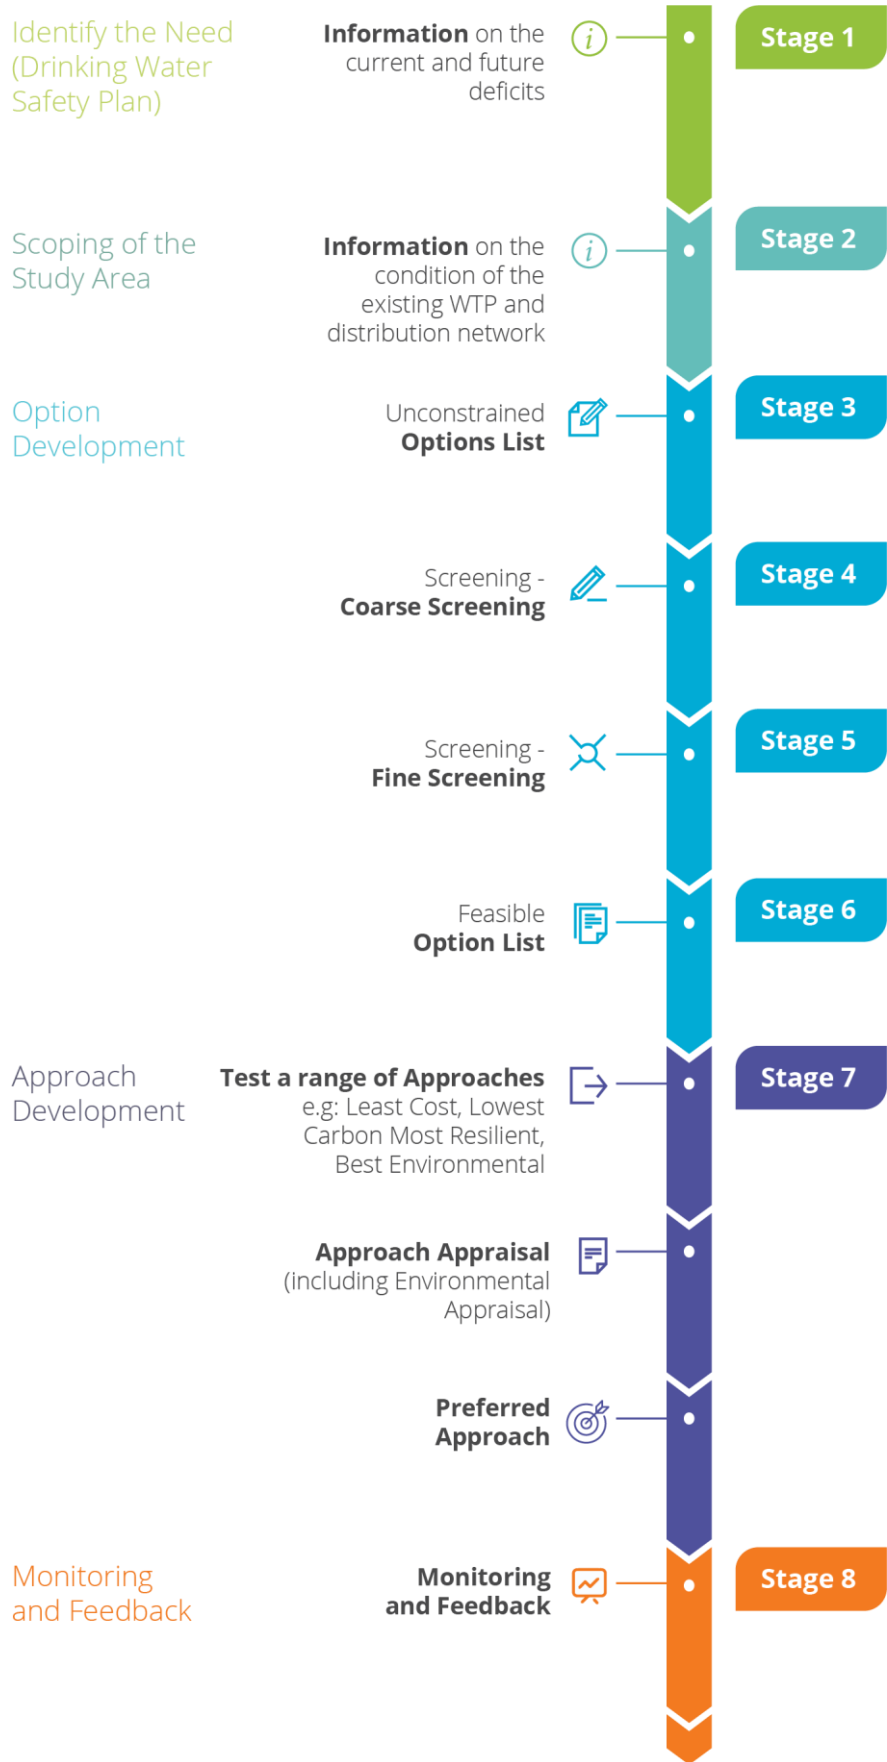 Identify the Need
(Drinking Water
Safety Plan)
Information on the
current and future
deficits
i
Stage 1
Scoping of the
Study Area
Information on the
condition of the
existing WTP and
distribution network
i
Stage 2
Option
Development
Unconstrained
Options List
Stage 3
Screening -
Coarse Screening
Stage 4
Screening -
Fine Screening
Stage 5
Feasible
Option List
Stage 6
Approach
Development
Test a range of Approaches
e.g: Least Cost, Lowest
Carbon Most Resilient,
Best Environmental
Stage 7
Approach Appraisal
(including Environmental
Appraisal)
Preferred
Approach
Monitoring
and Feedback
Monitoring
and Feedback
Stage 8